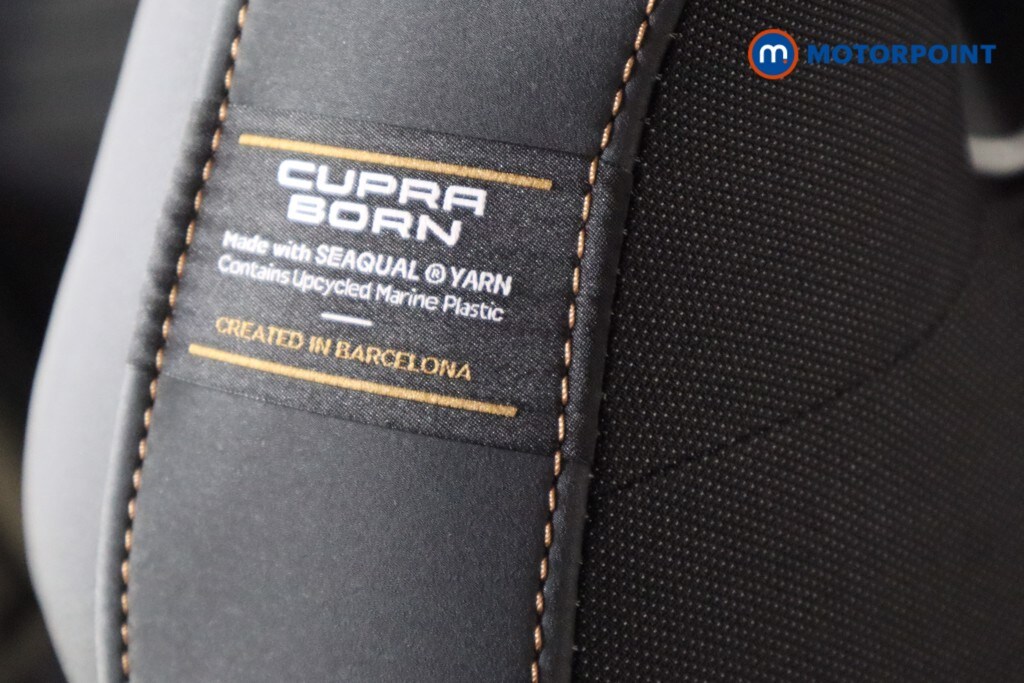 m MOTORPOINT
CUPRA
BORN
Made with SEAQUAL ® YARN
Contains Upcycled Marine Plastic
CREATED IN BARCELONA